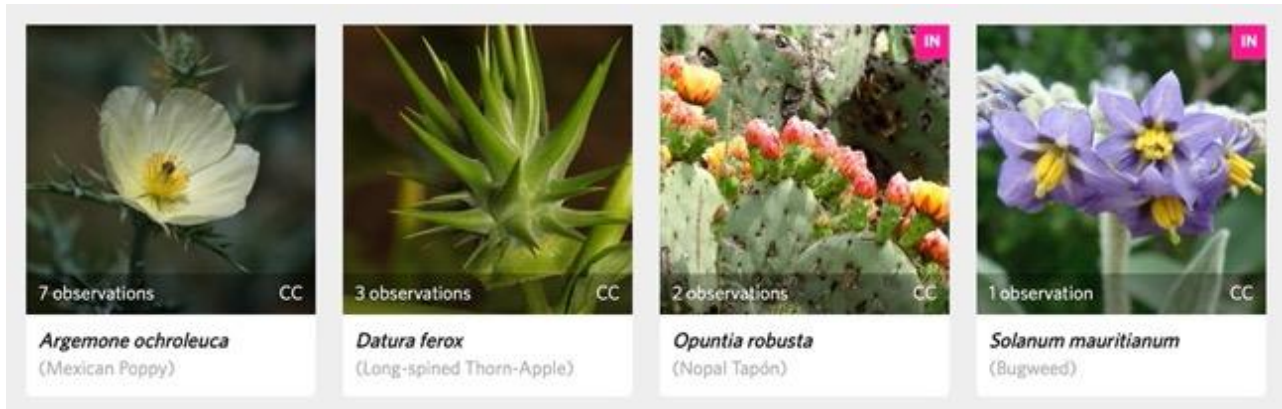 IN
IN
7 observations CC
3 observations CC
2 observations CC
1 observation CC
Argemone ochroleuca
(Mexican Poppy)
Datura ferox
(Long-spined Thorn-Apple)
Opuntia robusta
(Nopal Tapón)
Solanum mauritianum
(Bugweed)